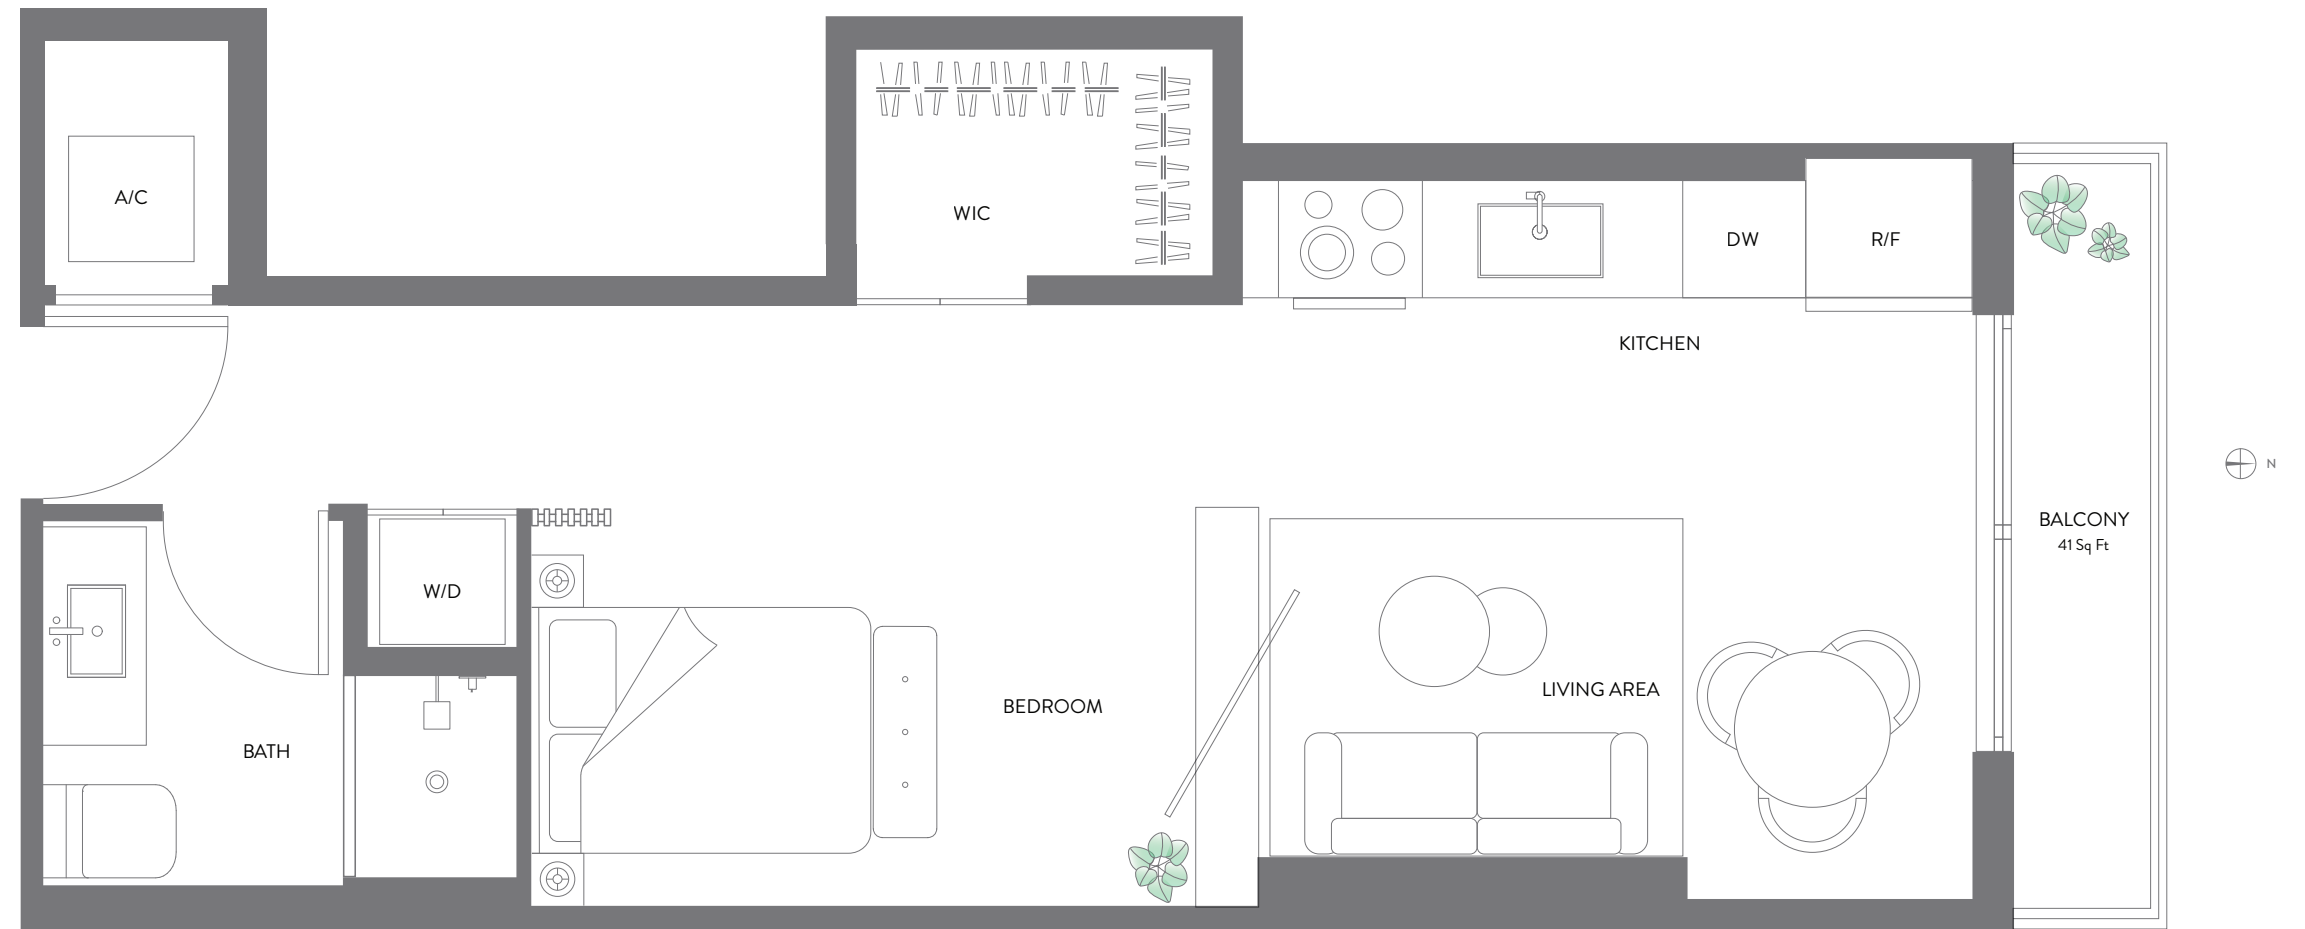 A/C
WIC
DW
R/F
KITCHEN
N
BALCONY
41 Sq Ft
W/D
LIVING AREA
BEDROOM
BATH